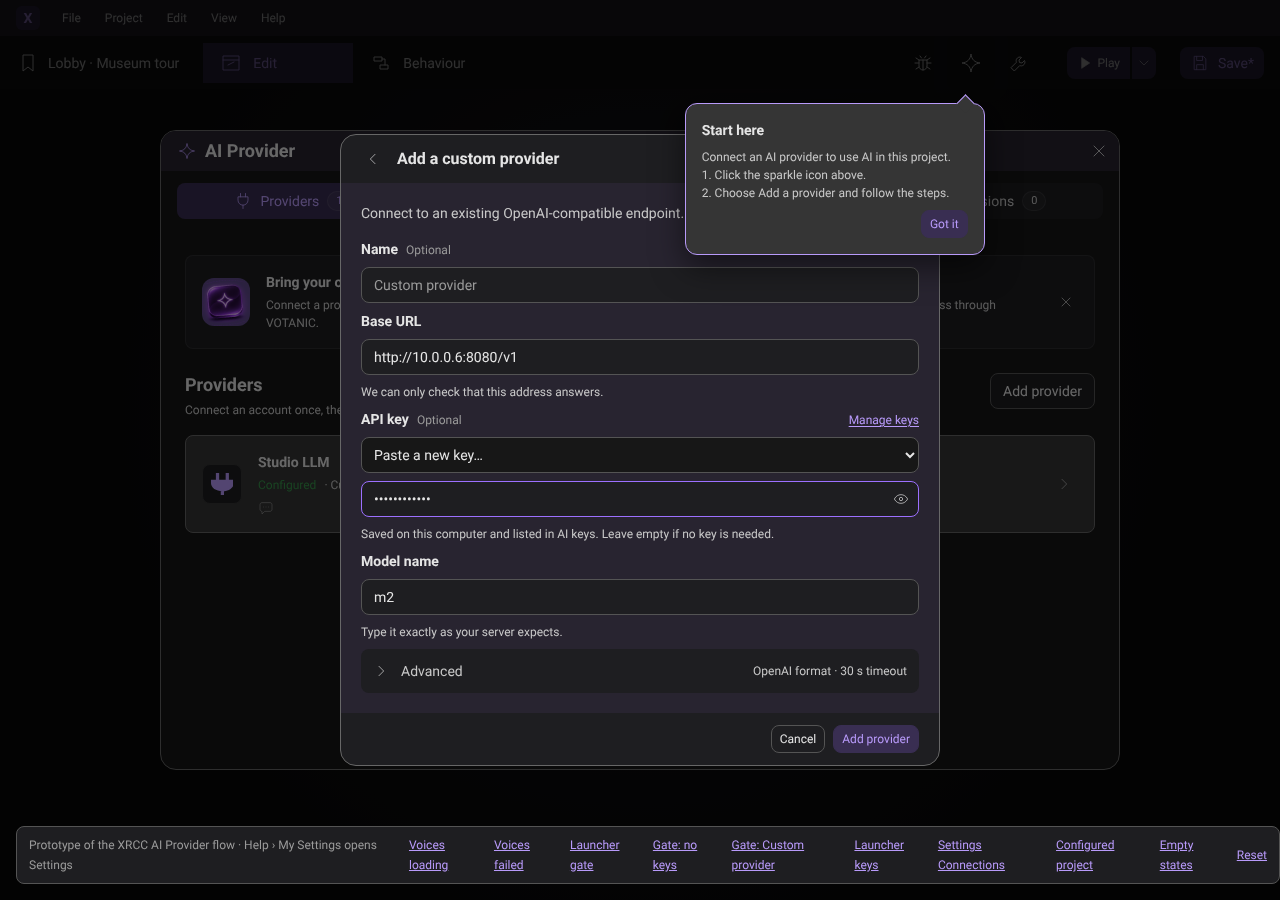 X File Project Edit View Help
Lobby · Museum tour Edit Behaviour Play Save*
Start here
Connect an AI provider to use AI in this project.
1. Click the sparkle icon above.
2. Choose Add a provider and follow the steps.
Got it
AI Provider
Add a custom provider
Providers
sions 0
Connect to an existing OpenAI-compatible endpoint.
Name Optional
Custom provider
Bring your
Connect a pro
ss through
VOTANIC.
Base URL
http://10.0.0.6:8080/v1
We can only check that this address answers.
Providers
Connect an account once, the
Add provider
API key Optional Manage keys
Paste a new key...
••••••••••••
Saved on this computer and listed in AI keys. Leave empty if no key is needed.
Studio LLM
Configured
Model name
m2
Type it exactly as your server expects.
Advanced OpenAI format · 30 s timeout
Cancel Add provider
Prototype of the XRCC AI Provider flow · Help › My Settings opens
Settings
Voices
loading
Voices
failed
Launcher
gate
Gate: no
keys
Gate: Custom
provider
Launcher
keys
Settings
Connections
Configured
project
Empty
states
Reset